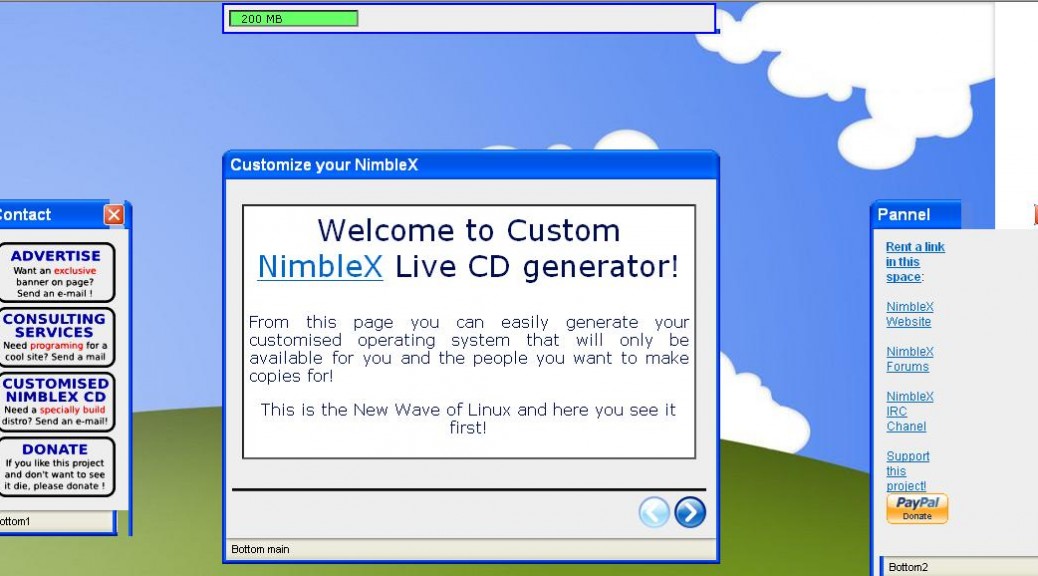 200 MB
Customize your NimbleX
Welcome to Custom
NimbleX Live CD generator!
From this page you can easily generate your
customised operating system that will only be
available for you and the people you want to make
copies for!
This is the New Wave of Linux and here you see it
first!
Bottom main
Contact
ADVERTISE
Want an exclusive
banner on page?
Send an e-mail !
CONSULTING
SERVICES
Need programing for a
cool site? Send a mail
CUSTOMISED
NIMBLEX CD
Need a specially build
distro? Send an e-mail!
DONATE
If you like this project
and don't want to see
it die, please donate !
ottom1
Pannel
Rent a link
in this
space:
NimbleX
Website
NimbleX
Forums
NimbleX
IRC
Chanel
Support
this
project!
PayPal
Donate
Bottom2